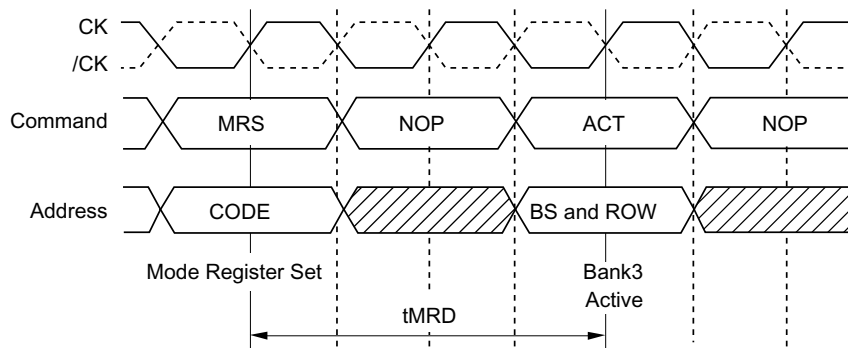 CK
/CK
Command MRS NOP ACT NOP
Address CODE BS and ROW
Mode Register Set Bank3
Active
tMRD